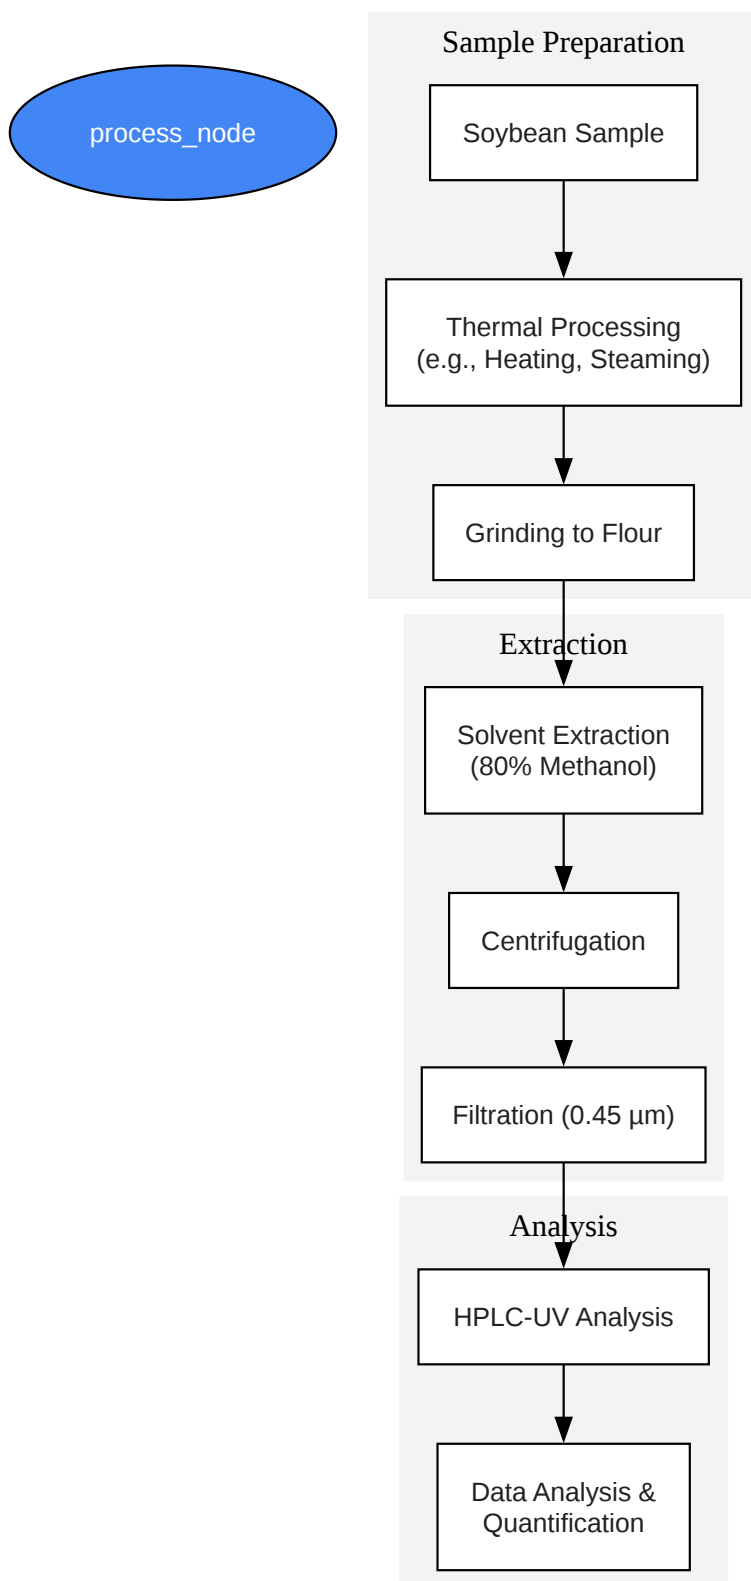 Sample Preparation
process_node
Soybean Sample
Thermal Processing
(e.g., Heating, Steaming)
Grinding to Flour
Extraction
Solvent Extraction
(80% Methanol)
Centrifugation
Filtration (0.45 µm)
Analysis
HPLC-UV Analysis
Data Analysis &
Quantification